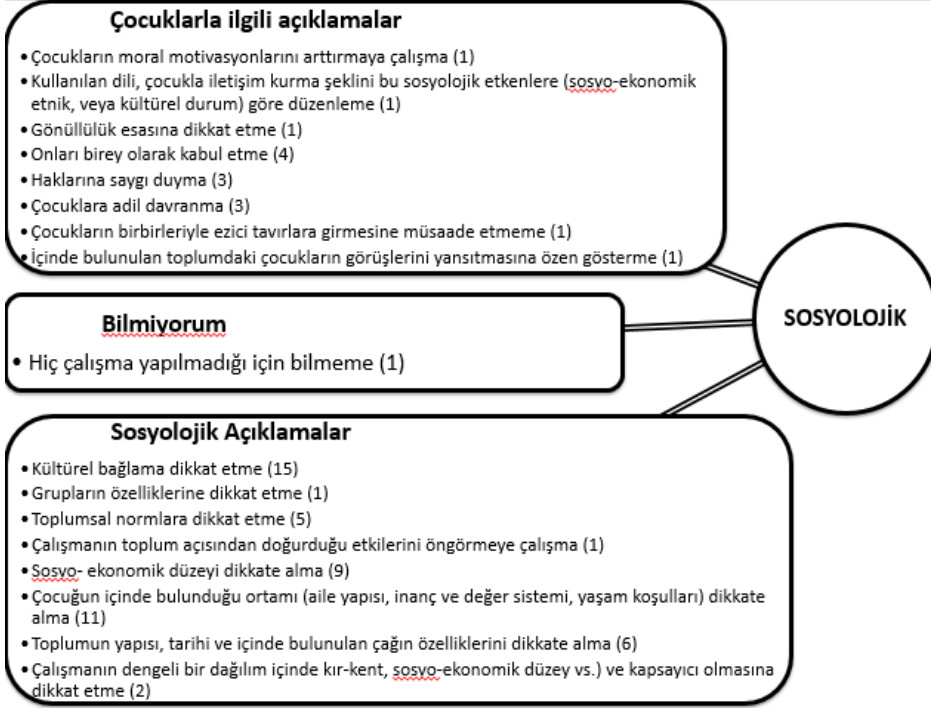 Çocuklarla ilgili açıklamalar
• Çocukların moral motivasyonlarını arttırmaya çalışma (1)
• Kullanılan dili, çocukla iletişim kurma şeklini bu sosyolojik etkenlere (sosyo-ekonomik
etnik, veya kültürel durum) göre düzenleme (1)
• Gönüllülük esasına dikkat etme (1)
• Onları birey olarak kabul etme (4)
• Haklarına saygı duyma (3)
• Çocuklara adil davranma (3)
• Çocukların birbirleriyle ezici tavırlara girmesine müsaade etmeme (1)
• İçinde bulunulan toplumdaki çocukların görüşlerini yansıtmasına özen gösterme (1)
SOSYOLOJİK
Bilmiyorum
• Hiç çalışma yapılmadığı için bilmeme (1)
Sosyolojik Açıklamalar
• Kültürel bağlama dikkat etme (15)
• Grupların özelliklerine dikkat etme (1)
• Toplumsal normlara dikkat etme (5)
• Çalışmanın toplum açısından doğurduğu etkilerini öngörmeye çalışma (1)
• Sosyo- ekonomik düzeyi dikkate alma (9)
• Çocuğun içinde bulunduğu ortamı (aile yapısı, inanç ve değer sistemi, yaşam koşulları) dikkate
alma (11)
• Toplumun yapısı, tarihi ve içinde bulunulan çağın özelliklerini dikkate alma (6)
• Çalışmanın dengeli bir dağılım içinde kır-kent, sosyo-ekonomik düzey vs.) ve kapsayıcı olmasına
dikkat etme (2)